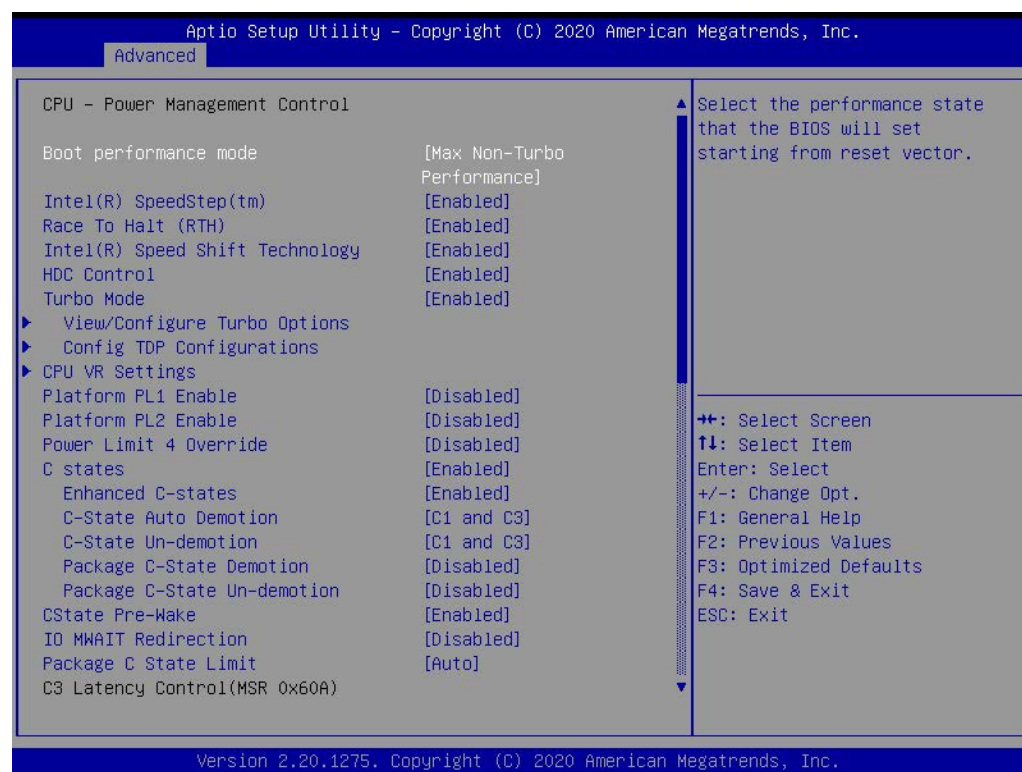 Aptio Setup Utility – Copyright (C) 2020 American Megatrends, Inc.
Advanced
CPU – Power Management Control
Boot performance mode [Max Non-Turbo
Performance]
Intel(R) SpeedStep(tm) [Enabled]
Race To Halt (RTH) [Enabled]
Intel(R) Speed Shift Technology [Enabled]
HDC Control [Enabled]
Turbo Mode [Enabled]
View/Configure Turbo Options
Config TDP Configurations
CPU VR Settings
Platform PL1 Enable [Disabled]
Platform PL2 Enable [Disabled]
Power Limit 4 Override [Disabled]
C states [Enabled]
Enhanced C-states [Enabled]
C-State Auto Demotion [C1 and C3]
C-State Un-demotion [C1 and C3]
Package C-State Demotion [Disabled]
Package C-State Un-demotion [Disabled]
CState Pre-Wake [Enabled]
IO MWAIT Redirection [Disabled]
Package C State Limit [Auto]
C3 Latency Control(MSR 0x60A)
Select the performance state
that the BIOS will set
starting from reset vector.
→←: Select Screen
↑↓: Select Item
Enter: Select
+/-: Change Opt.
F1: General Help
F2: Previous Values
F3: Optimized Defaults
F4: Save & Exit
ESC: Exit
Version 2.20.1275. Copyright (C) 2020 American Megatrends, Inc.